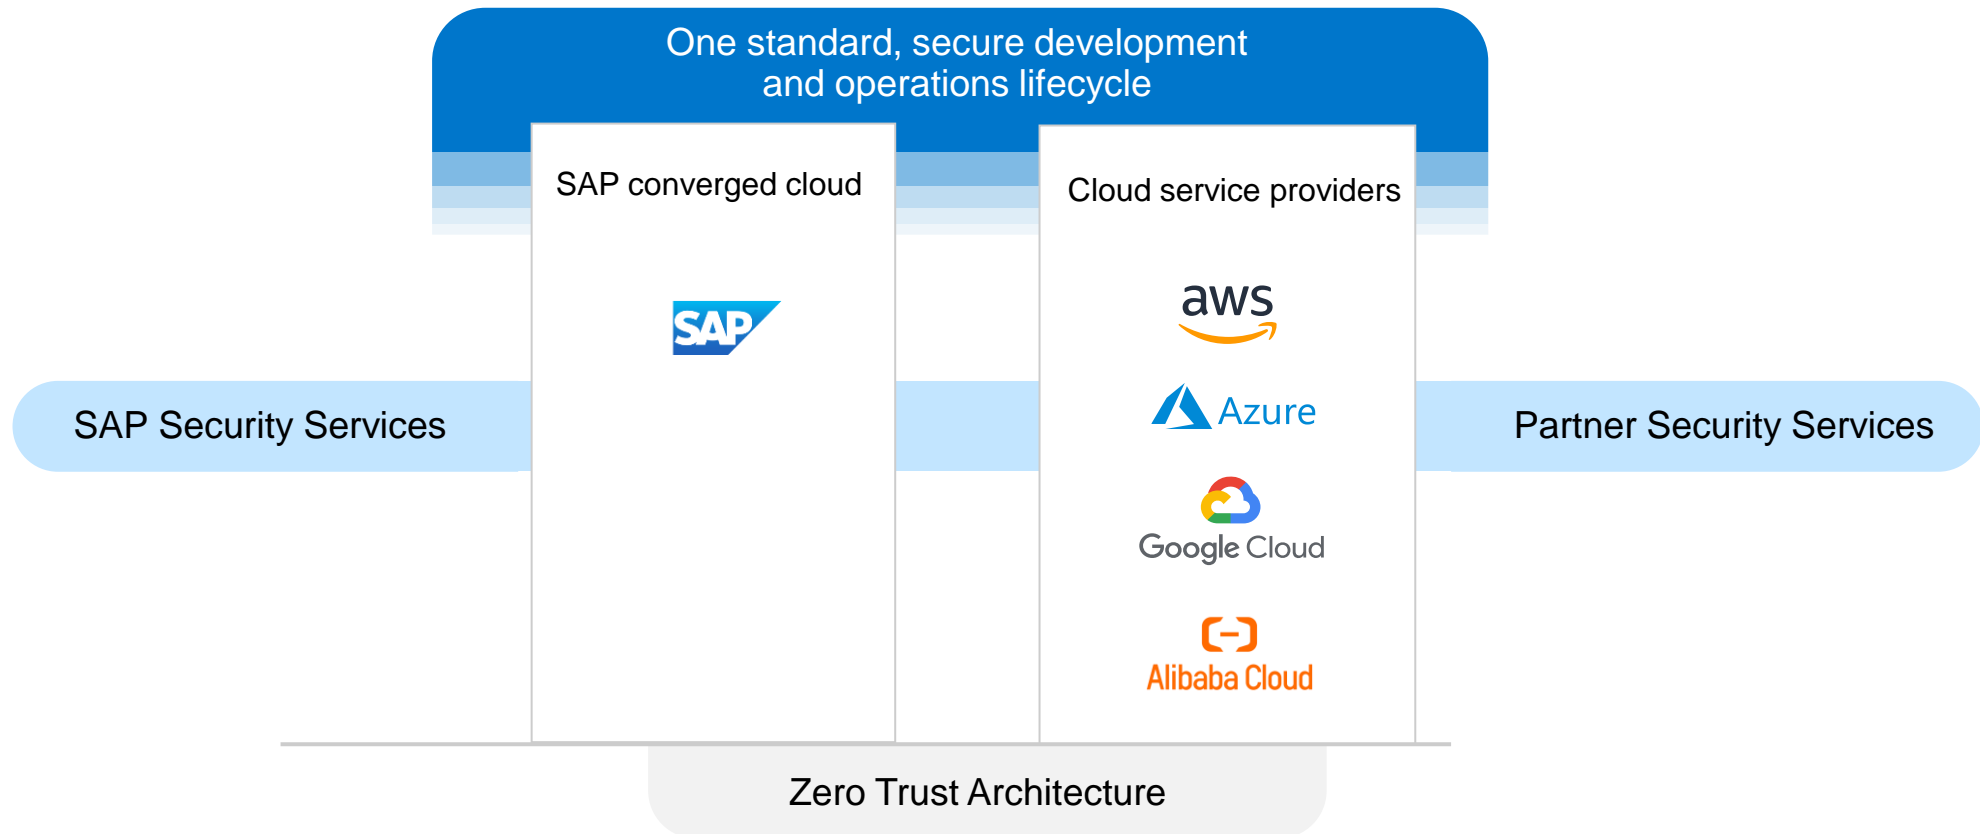 One standard, secure development
and operations lifecycle
SAP converged cloud
Cloud service providers
SAP
aws
Azure
Google Cloud
Alibaba Cloud
SAP Security Services
Partner Security Services
Zero Trust Architecture